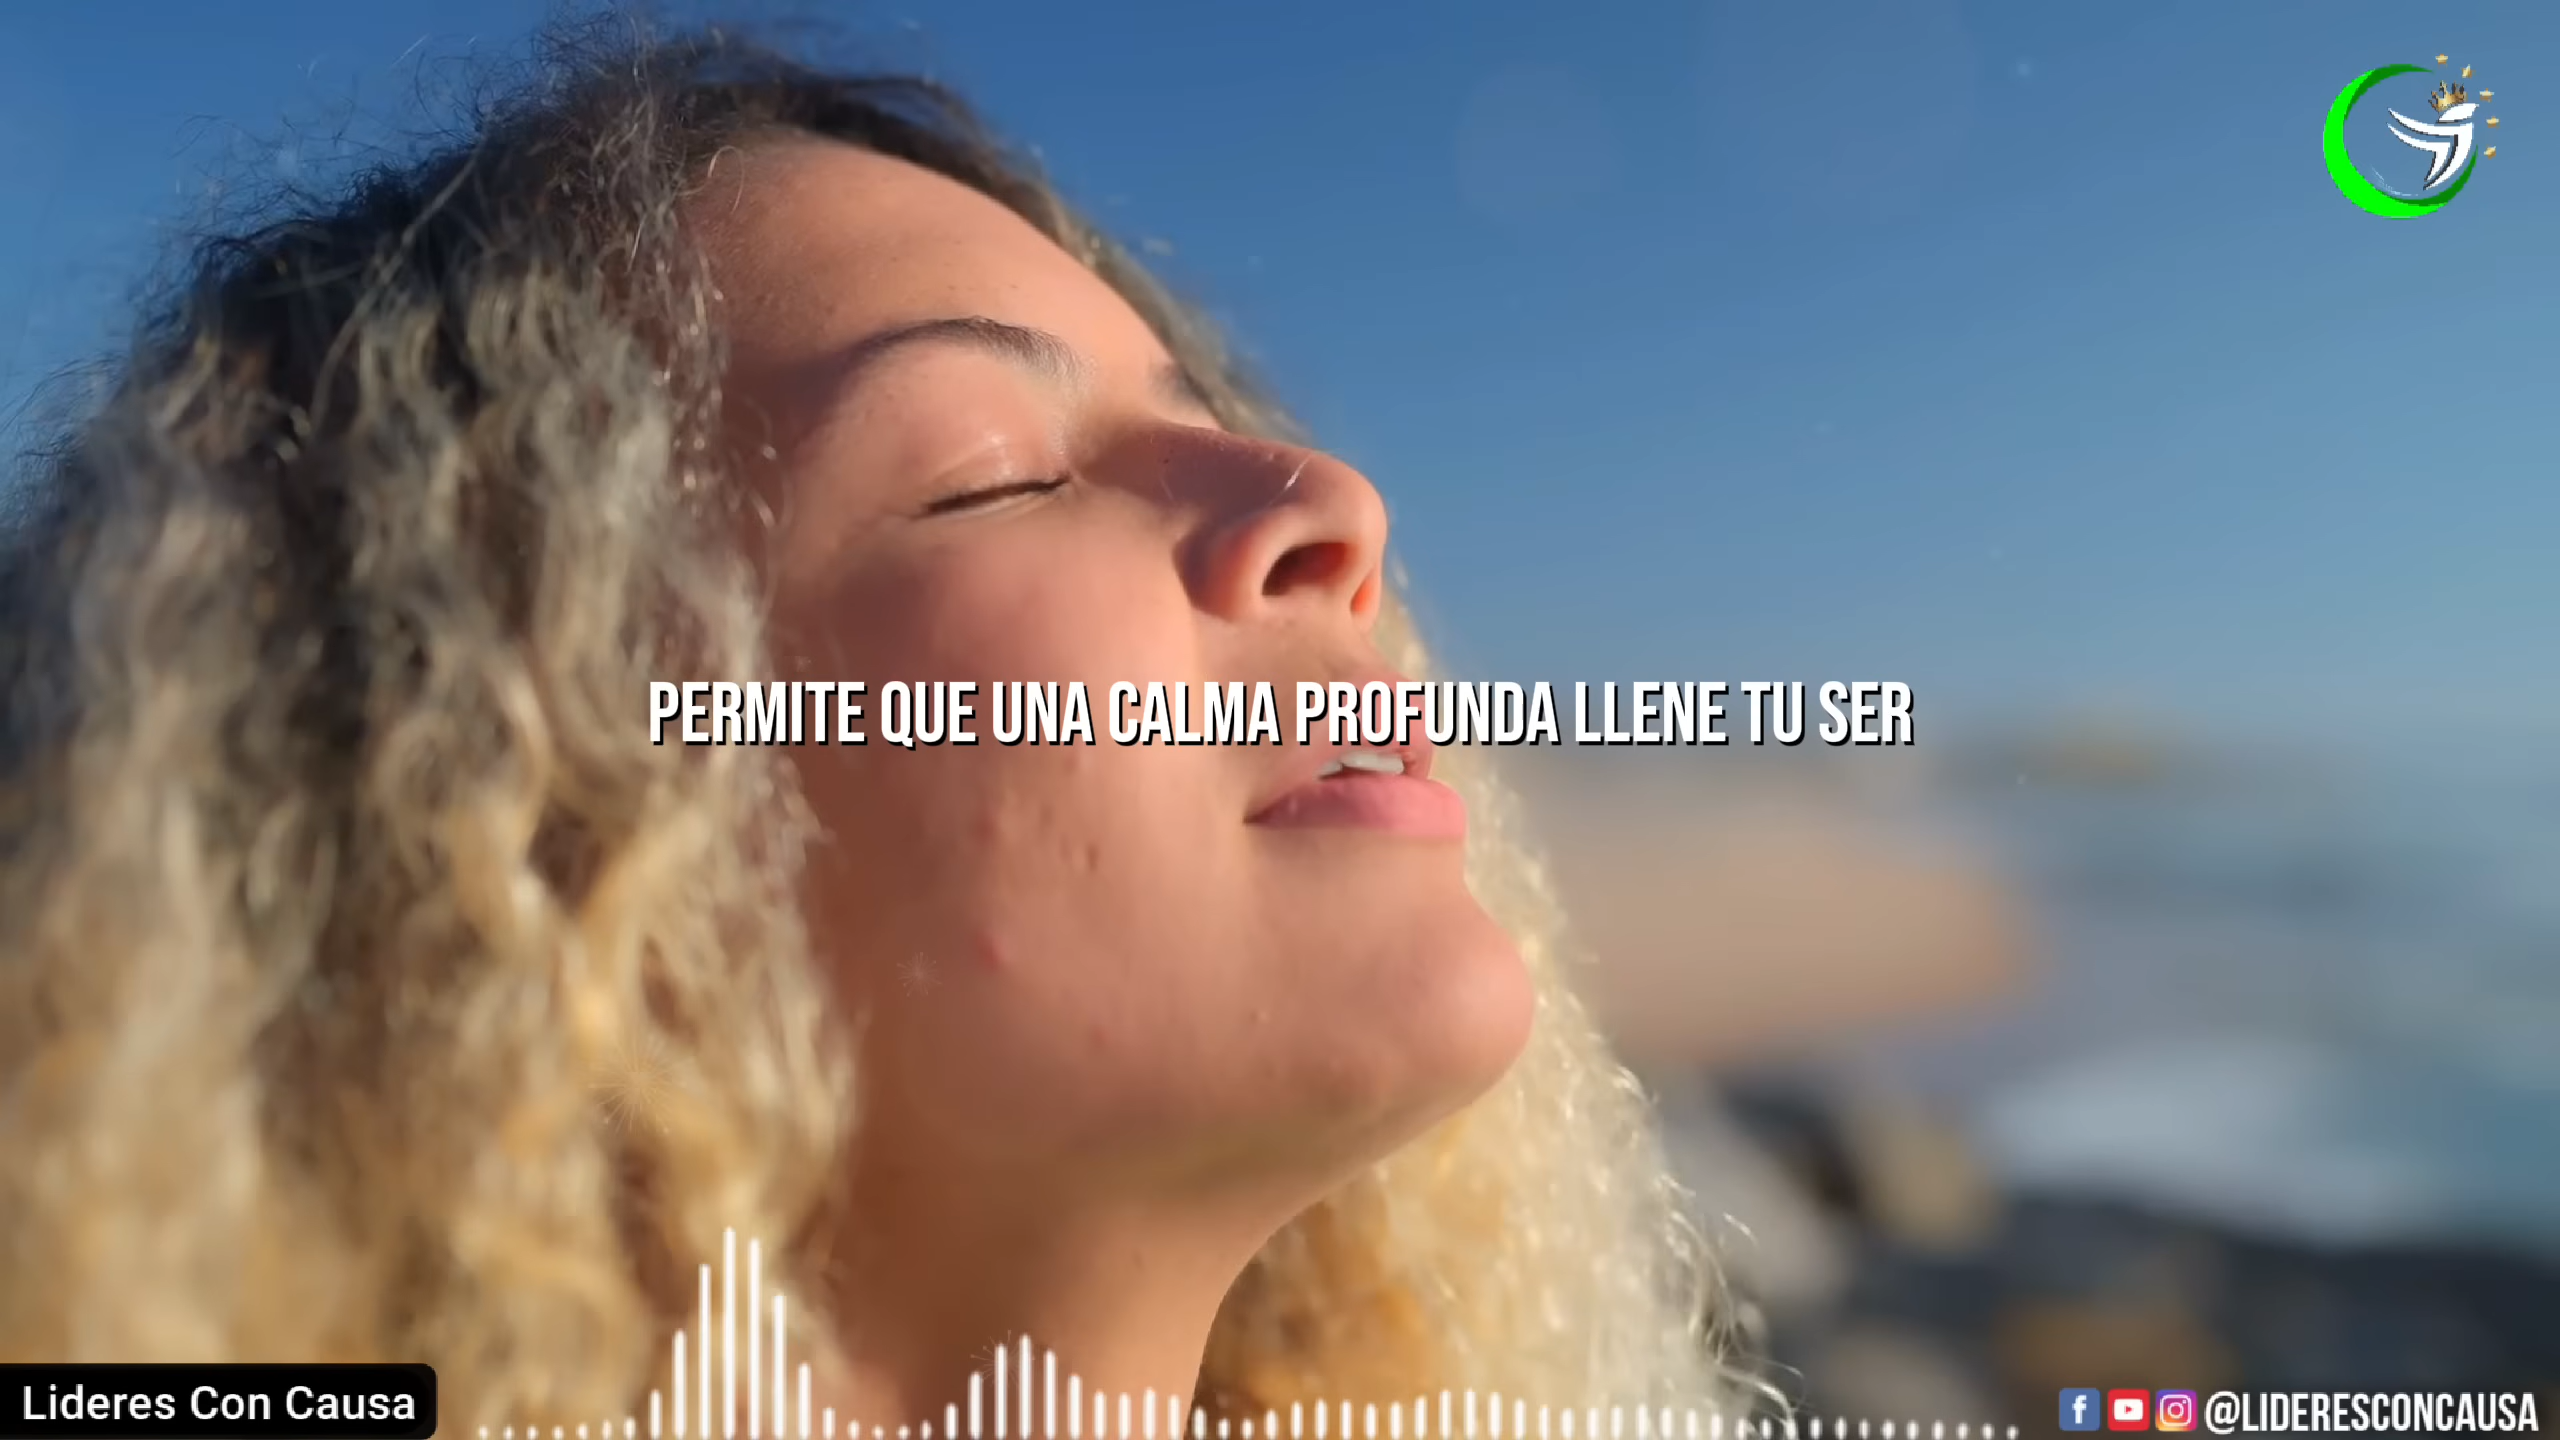 PERMITE QUE UNA CALMA PROFUNDA LLENE TU SER
Lideres Con Causa
@LIDERESCONCAUSA